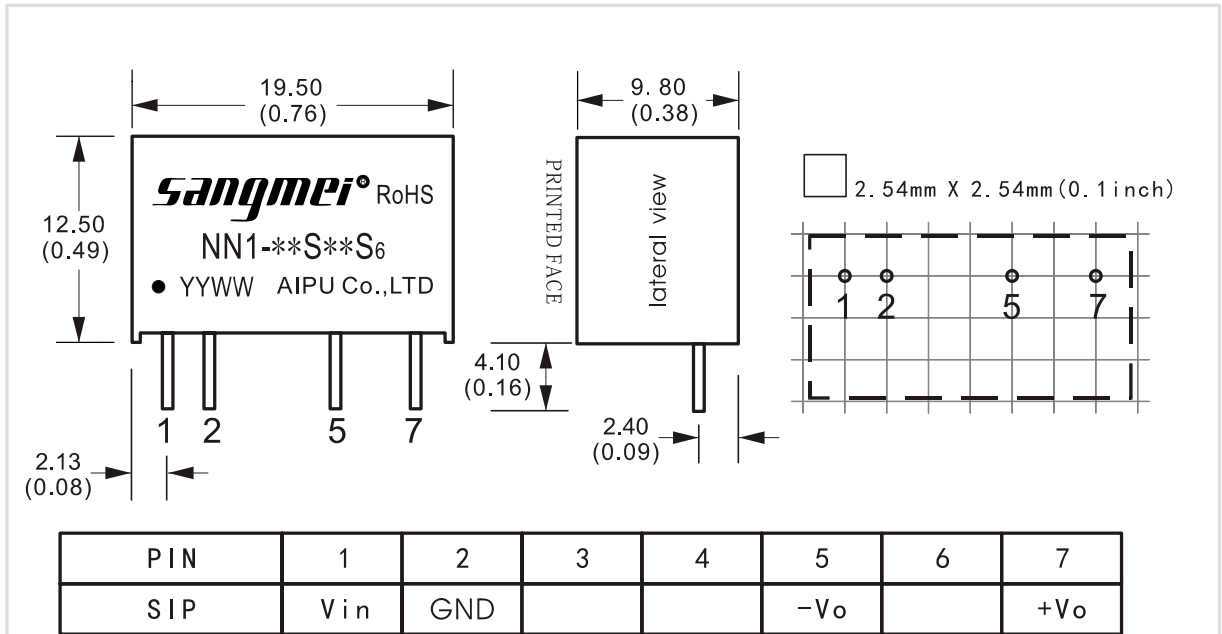 19.50
(0.76)
9.80
(0.38)
12.50
(0.49)
sangmei® RoHS
NN1-**S**S6
● YYWW AIPU Co.,LTD
PRINTED FACE
lateral view
2.54mm X 2.54mm(0.1inch)
1 2 5 7
4.10
(0.16)
1 2 5 7
2.40
(0.09)
2.13
(0.08)
PIN 1 2 3 4 5 6 7
SIP Vin GND -Vo +Vo